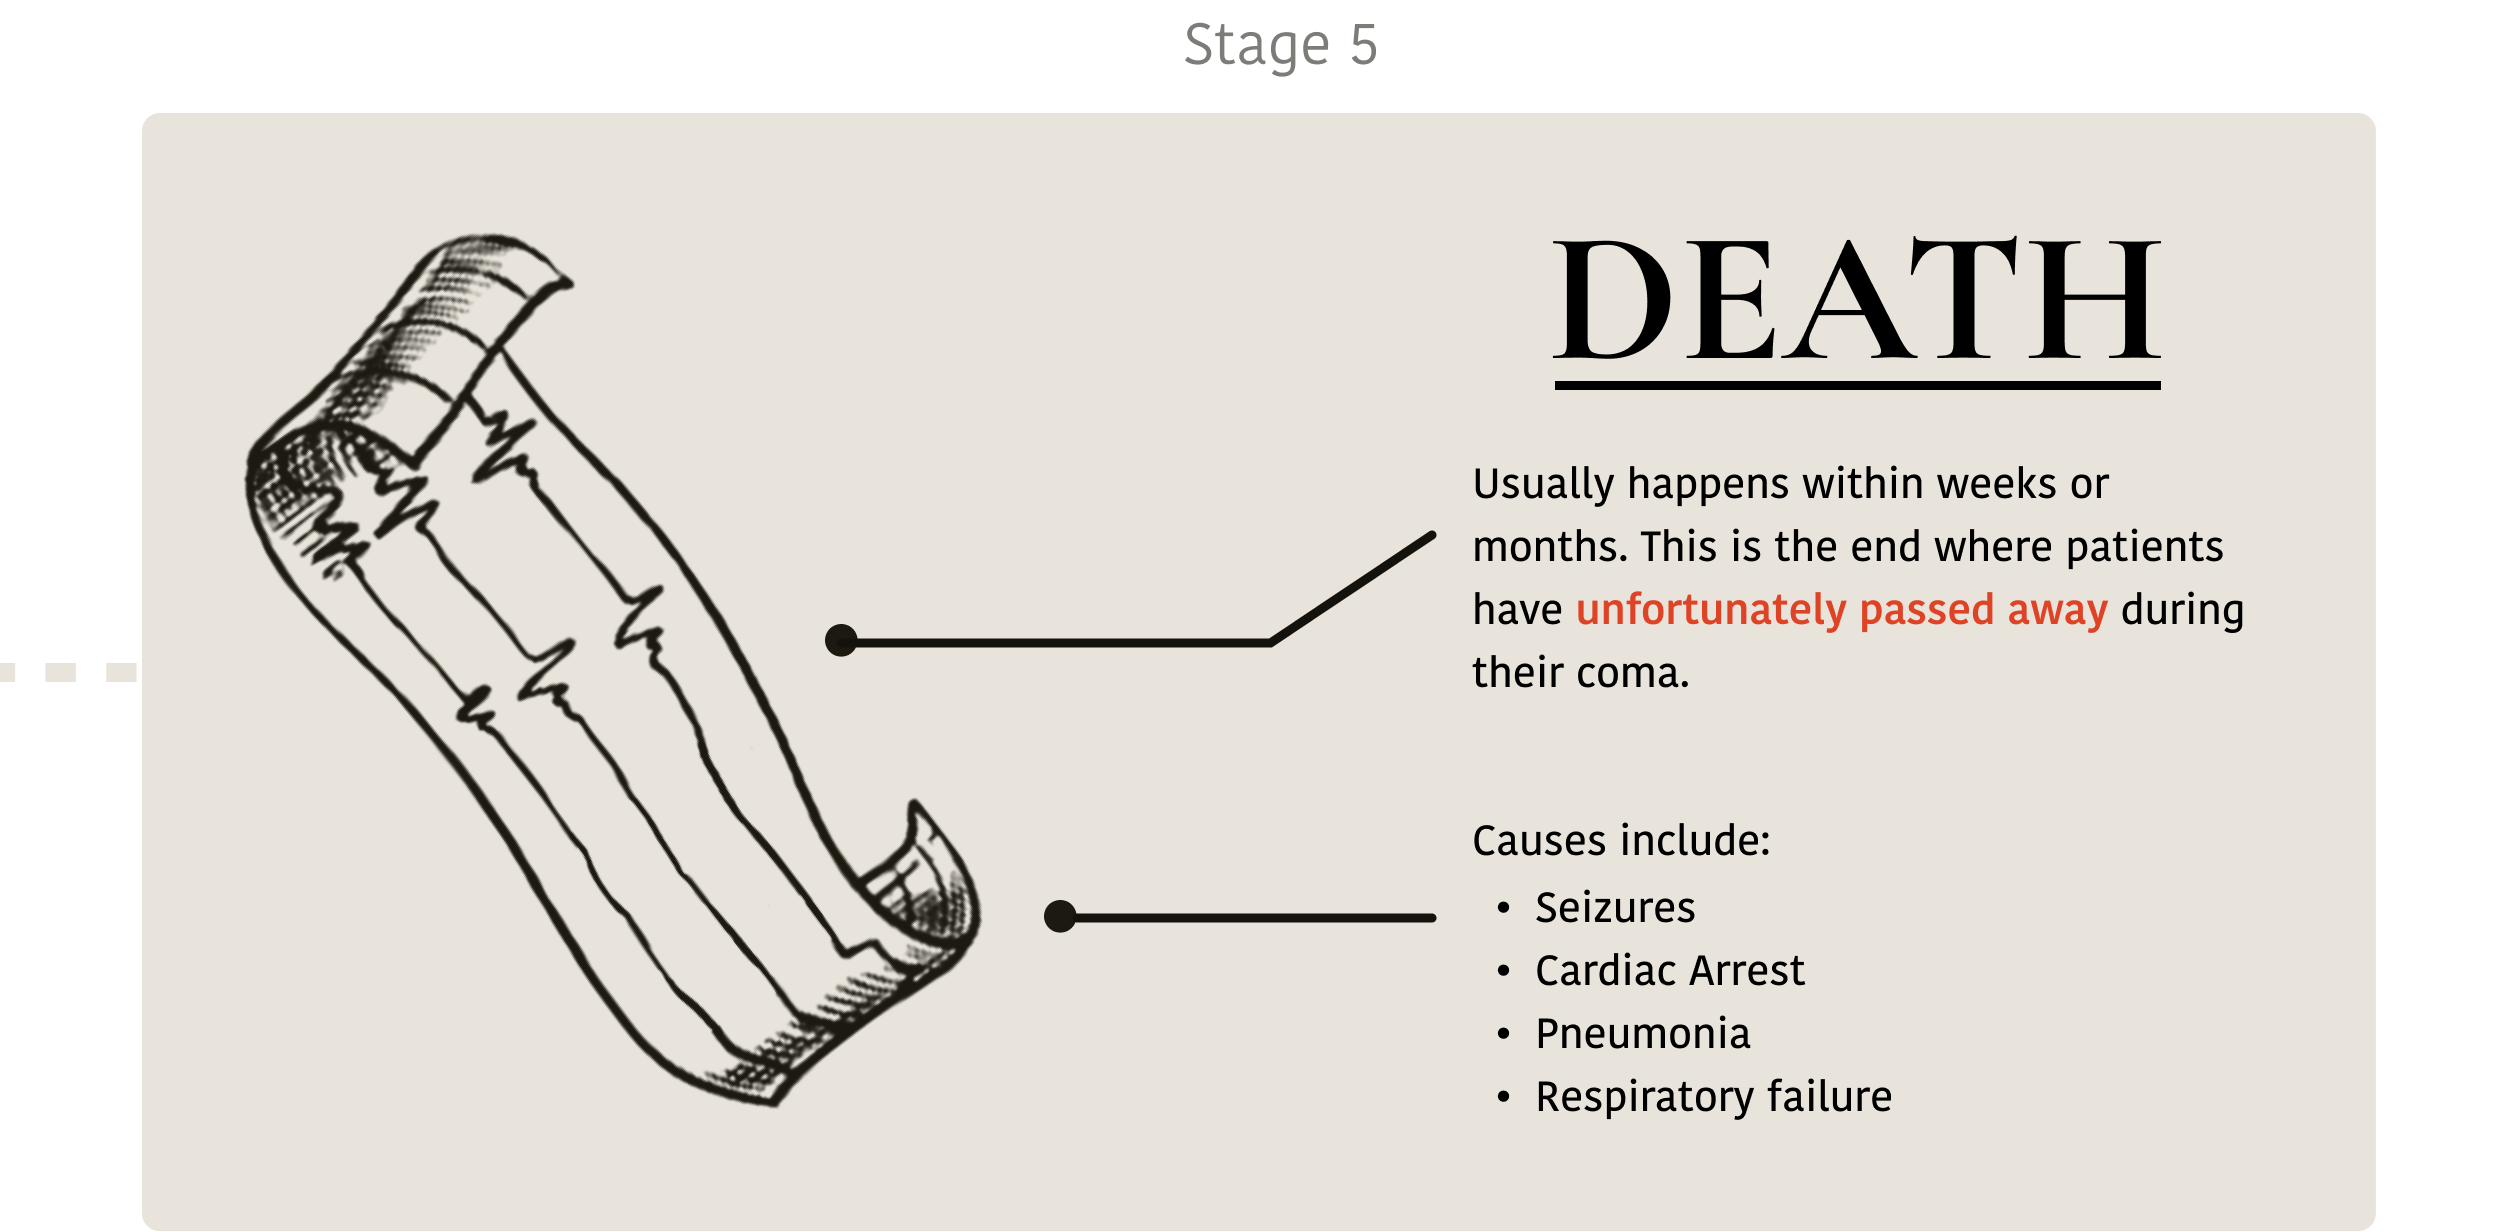 Stage 5
DEATH
Usually happens within weeks or
months. This is the end where patients
have unfortunately passed away during
their coma.
Causes include:
• Seizures
• Cardiac Arrest
• Pneumonia
• Respiratory failure